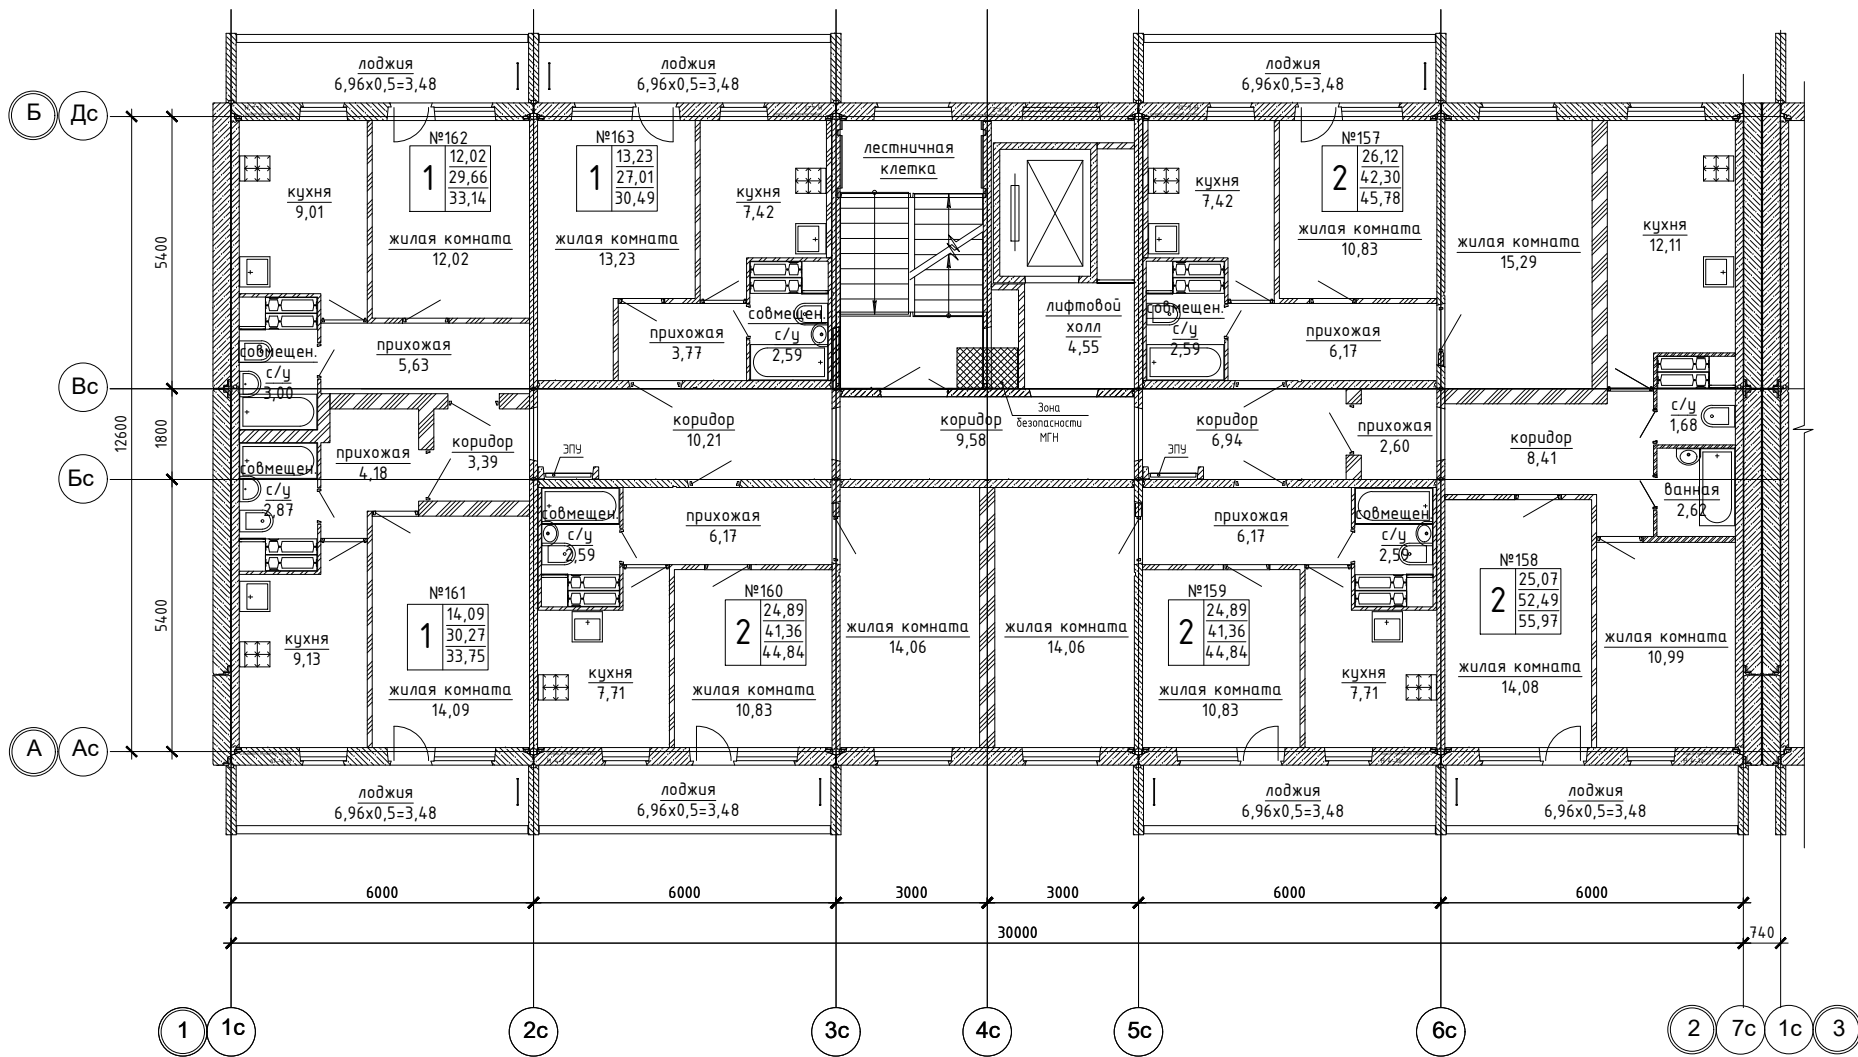 лоджия
6,96х0,5=3,48
лоджия
6,96х0,5=3,48
лоджия
6,96х0,5=3,48
Б
Дс
№162
1
12,02
29,66
33,14
кухня
9,01
жилая комната
12,02
№163
1
13,23
27,01
30,49
жилая комната
13,23
кухня
7,42
лестничная
клетка
кухня
7,42
№157
2
26,12
42,30
45,78
жилая комната
10,83
жилая комната
15,29
кухня
12,11
5400
совмещен.
с/у
3,00
прихожая
5,63
прихожая
3,77
совмещен.
с/у
2,59
лифтовой
холл
4,55
совмещен.
с/у
2,59
прихожая
6,17
Вс
12600
1800
коридор
3,39
коридор
10,21
ЭПУ
коридор
9,58
Зона
безопасности
МГН
коридор
6,94
ЭПУ
прихожая
2,60
коридор
8,41
с/у
1,68
прихожая
4,18
Бс
совмещен.
с/у
2,87
совмещен.
с/у
2,59
прихожая
6,17
прихожая
6,17
совмещен.
с/у
2,59
ванная
2,62
5400
№161
1
14,09
30,27
33,75
кухня
9,13
жилая комната
14,09
№160
2
24,89
41,36
44,84
кухня
7,71
жилая комната
10,83
жилая комната
14,06
жилая комната
14,06
№159
2
24,89
41,36
44,84
жилая комната
10,83
кухня
7,71
№158
2
25,07
52,49
55,97
жилая комната
14,08
жилая комната
10,99
А
Ас
лоджия
6,96х0,5=3,48
лоджия
6,96х0,5=3,48
лоджия
6,96х0,5=3,48
лоджия
6,96х0,5=3,48
6000
6000
3000
3000
6000
6000
30000
740
1
1с
2с
3с
4с
5с
6с
2
7с
1с
3